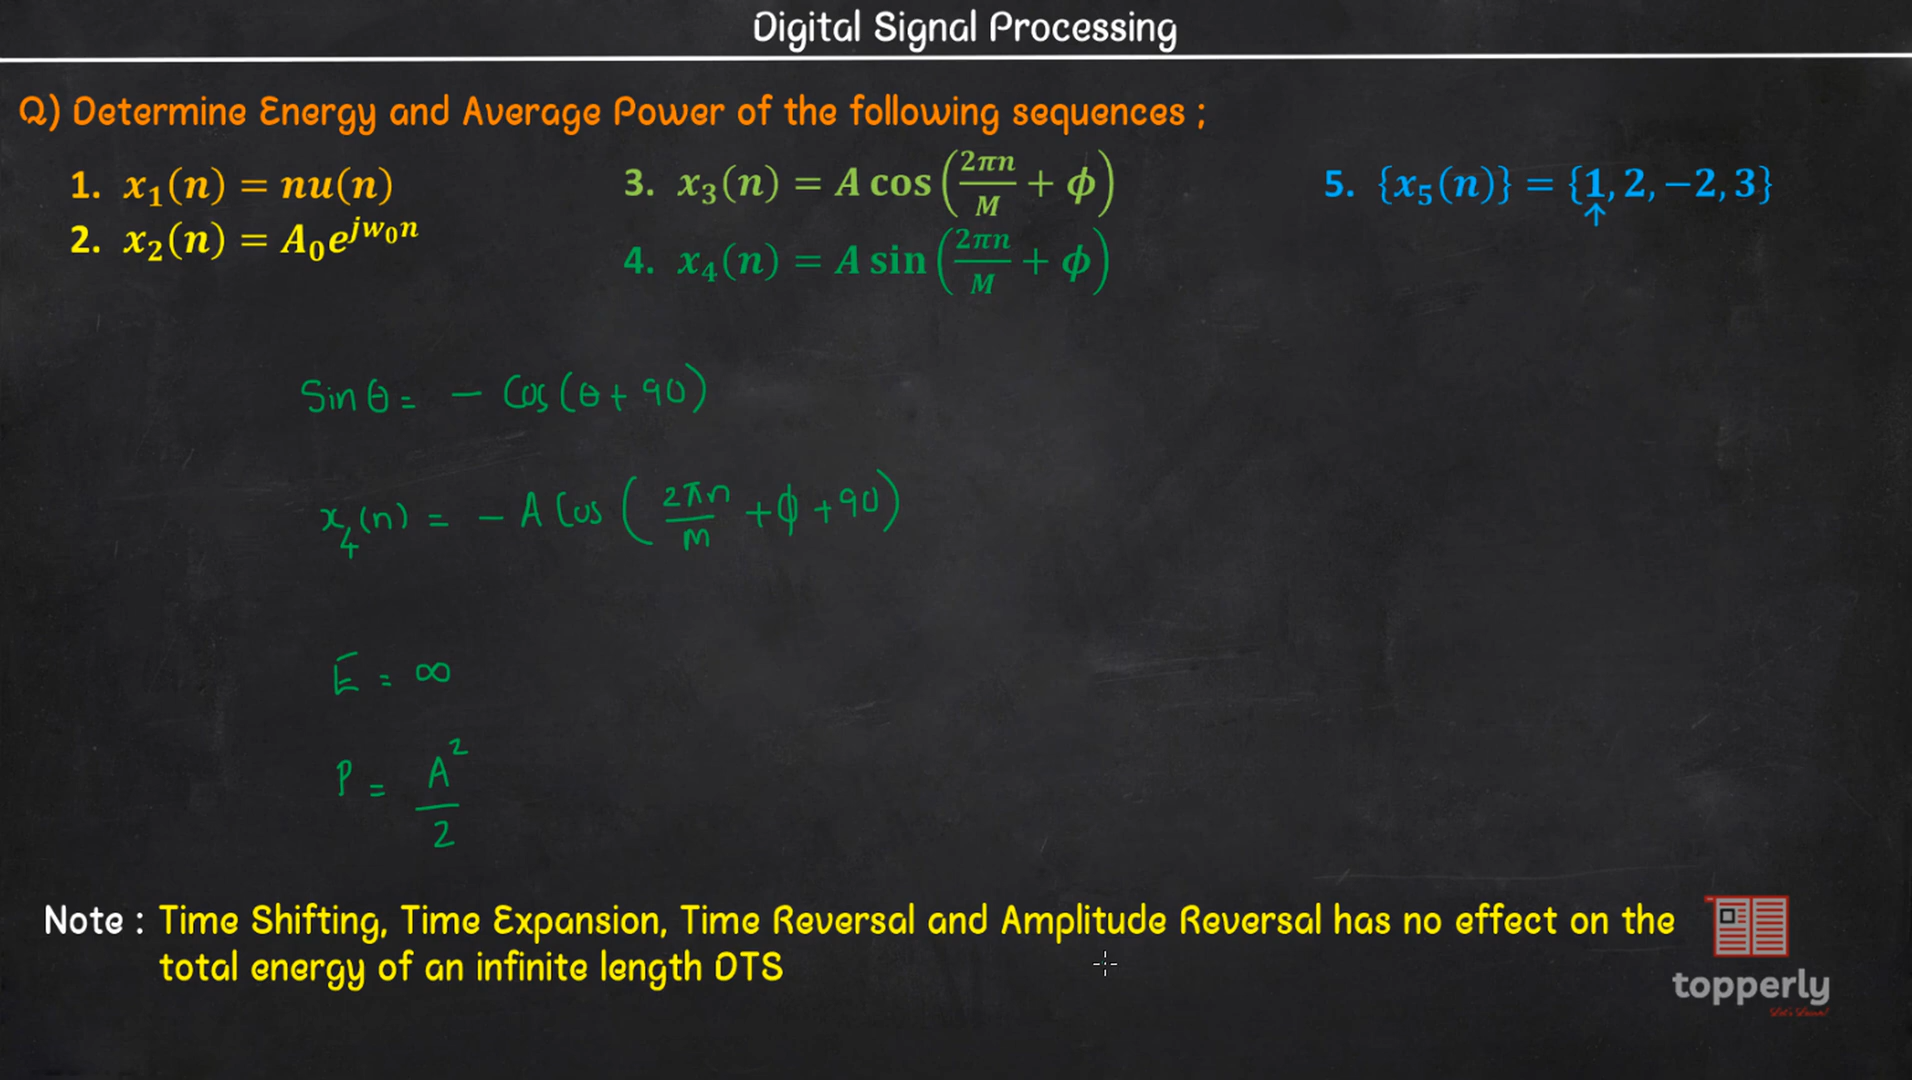 Digital Signal Processing
Q) Determine Energy and Average Power of the following sequences ;
1. x₁(n) = nu(n)
2. x₂(n) = A₀e^{jw₀n}
3. x₃(n) = A cos(2πn/M + ϕ)
4. x₄(n) = A sin(2πn/M + ϕ)
5. {x₅(n)} = {1, 2, −2, 3}
↑
Sin θ = − Cos(θ + 90)
x₄(n) = − A Cos(2πn/M + ϕ + 90)
E = ∞
P = A²/2
Note : Time Shifting, Time Expansion, Time Reversal and Amplitude Reversal has no effect on the
total energy of an infinite length DTS
topperly
Let's Learn!